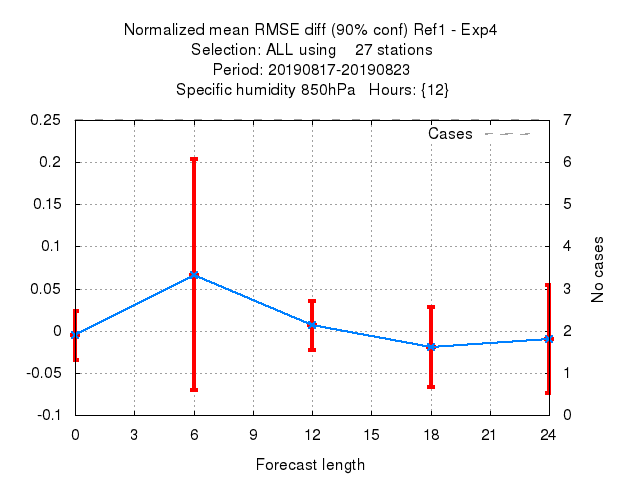 Normalized mean RMSE diff (90% conf) Ref1 - Exp4
Selection: ALL using    27 stations
Period: 20190817-20190823
Specific humidity 850hPa   Hours: {12}
Cases
0.25
0.2
0.15
0.1
0.05
0
-0.05
-0.1
7
6
5
4
3
2
1
0
No cases
0 3 6 9 12 15 18 21 24
Forecast length